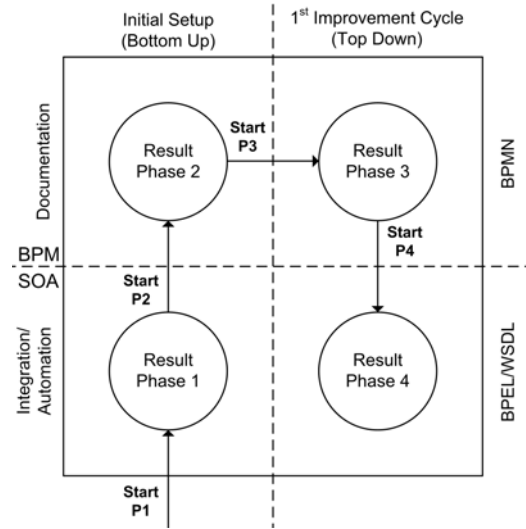 Initial Setup
(Bottom Up)
1st Improvement Cycle
(Top Down)
Documentation
Result
Phase 2
Start
P3
Result
Phase 3
BPMN
Start
P4
BPM
SOA
Start
P2
Integration/
Automation
Result
Phase 1
Result
Phase 4
BPEL/WSDL
Start
P1